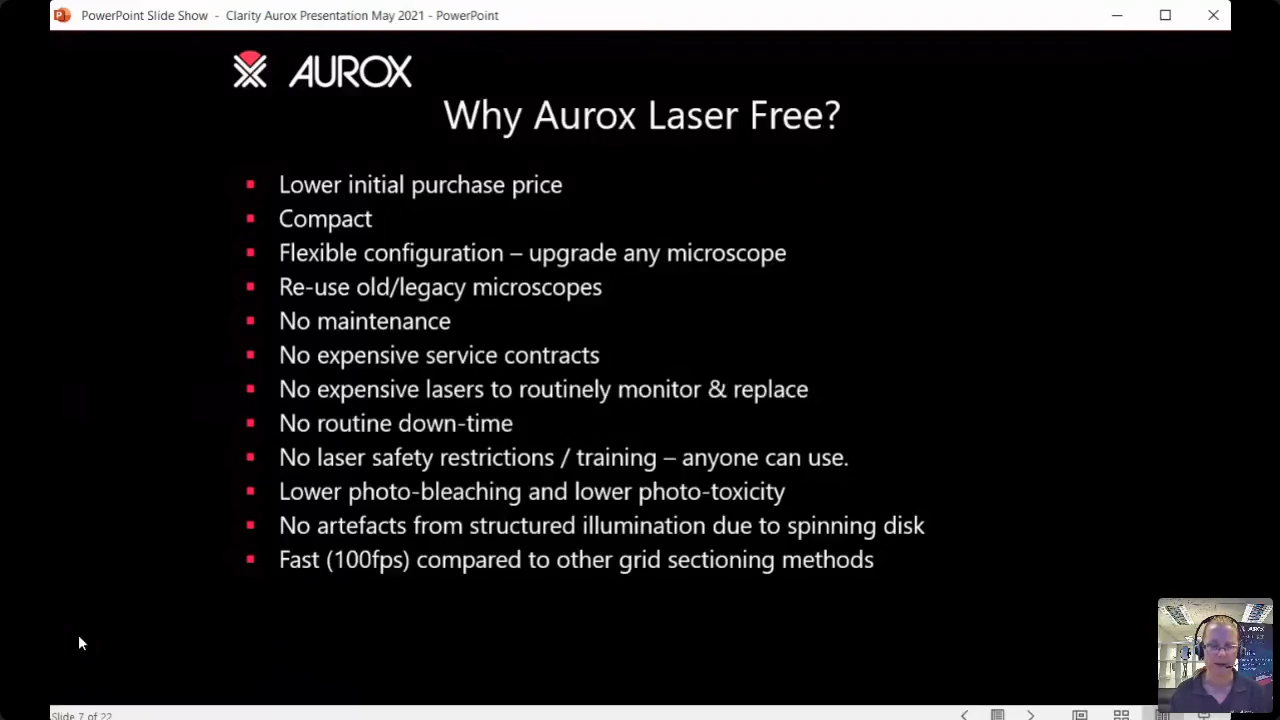 PowerPoint Slide Show - Clarity Aurox Presentation May 2021 - PowerPoint
AUROX
Why Aurox Laser Free?
Lower initial purchase price
Compact
Flexible configuration – upgrade any microscope
Re-use old/legacy microscopes
No maintenance
No expensive service contracts
No expensive lasers to routinely monitor & replace
No routine down-time
No laser safety restrictions / training – anyone can use.
Lower photo-bleaching and lower photo-toxicity
No artefacts from structured illumination due to spinning disk
Fast (100fps) compared to other grid sectioning methods
Slide 7 of 22